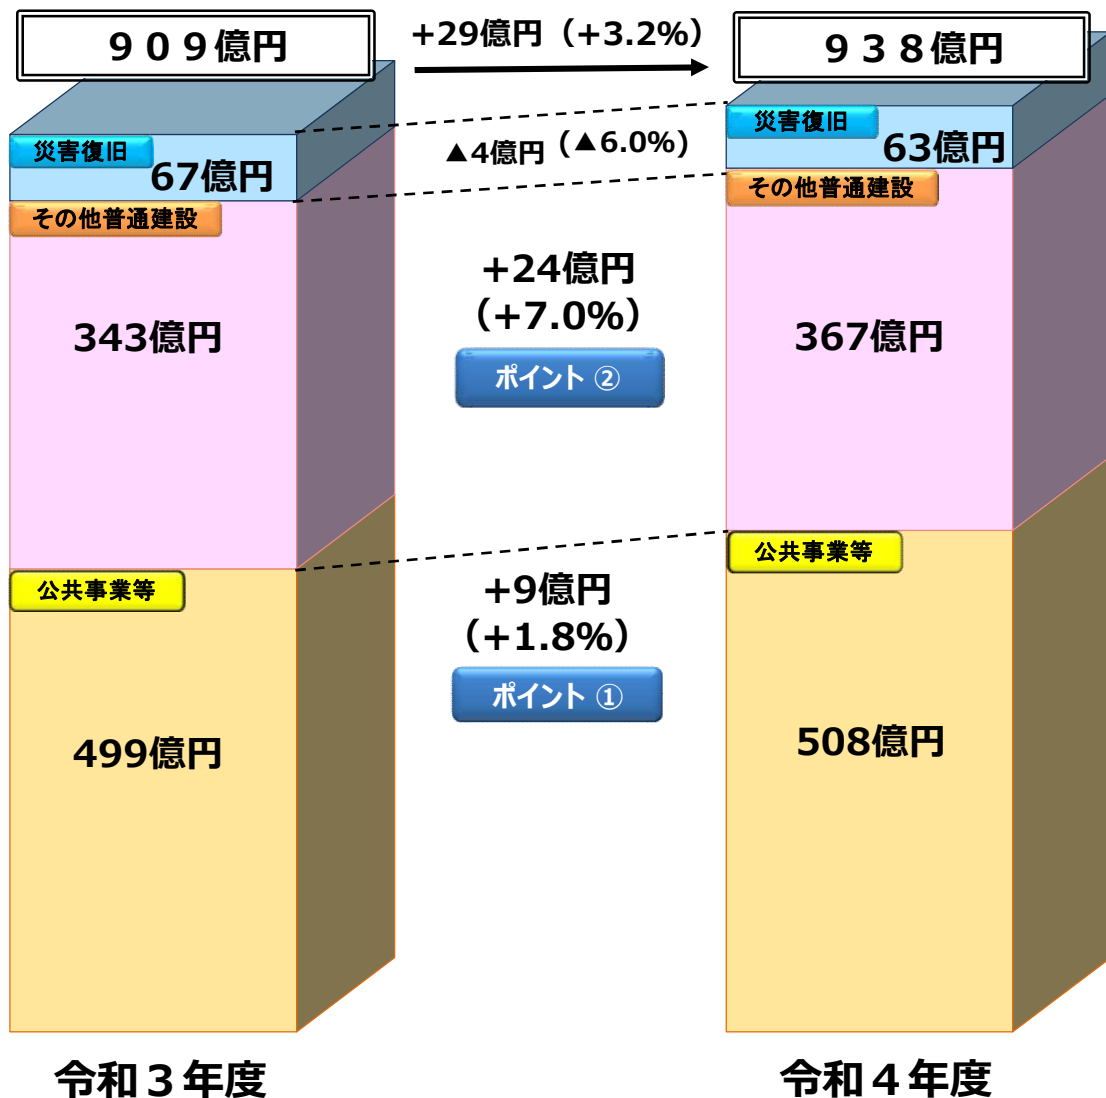 ９０９億円
+29億円（+3.2%）
９３８億円
災害復旧
67億円
▲4億円（▲6.0%）
災害復旧
63億円
その他普通建設
343億円
+24億円
（+7.0%）
ポイント ②
その他普通建設
367億円
公共事業等
499億円
+9億円
（+1.8%）
ポイント ①
公共事業等
508億円
令和３年度
令和４年度